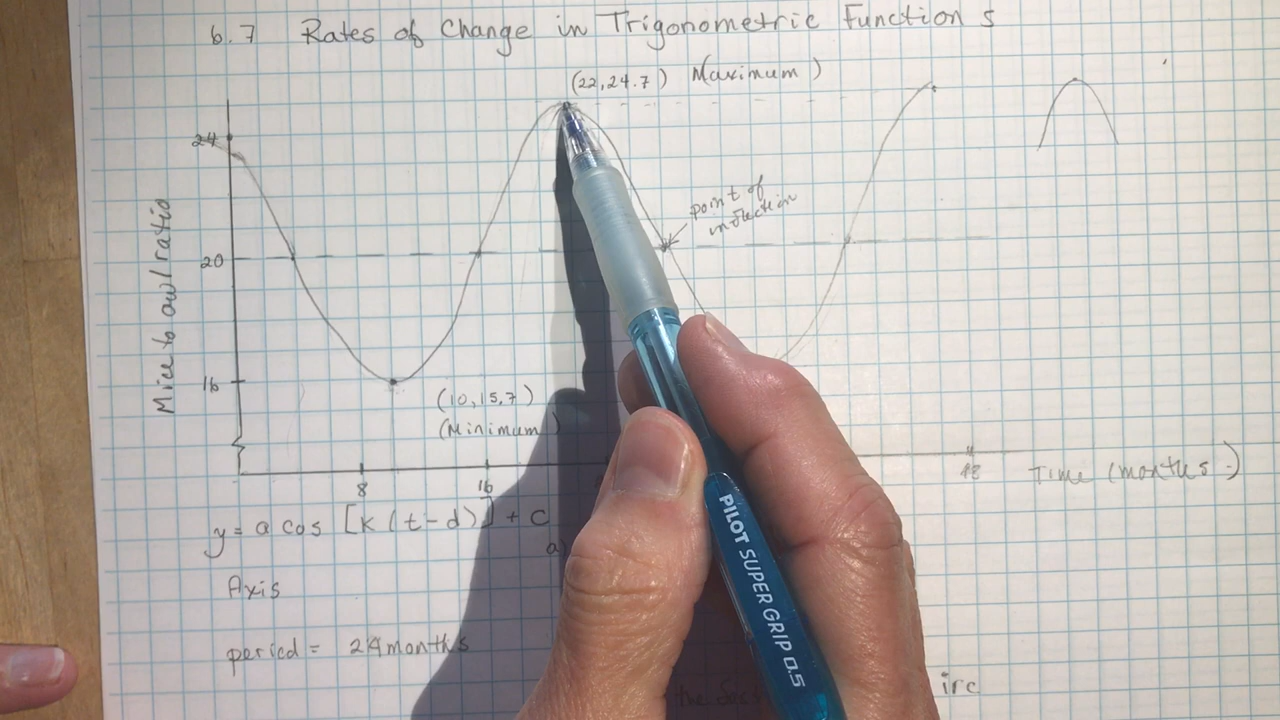 6.7 Rates of Change in Trigonometric Functions
(22,24.7) Maximum)
24
point of
inflection
Mice to owl ratio
20
16
(10,15.7)
(Minimum)
8
16
Time (months)
y = a cos [k(t-d)] + c
a)
Axis
period = 24 months
PILOT SUPER GRIP 0.5
the